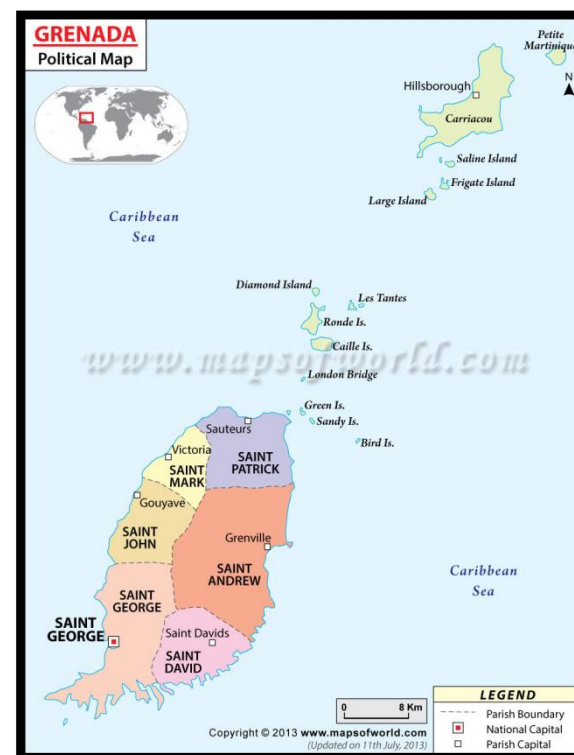 GRENADA
Political Map
Petite
Martinique
N
Hillsborough
Carriacou
Saline Island
Frigate Island
Large Island
Caribbean
Sea
Diamond Island
Les Tantes
Ronde Is.
Caille Is.
www.mapsofworld.com
London Bridge
Green Is.
Sandy Is.
Bird Is.
Sauteurs
SAINT
PATRICK
Victoria
SAINT
MARK
Gouyave
SAINT
JOHN
Grenville
SAINT
ANDREW
SAINT
GEORGE
SAINT
GEORGE
Saint Davids
SAINT
DAVID
Caribbean
Sea
0 8 Km
LEGEND
Parish Boundary
National Capital
Parish Capital
Copyright © 2013 www.mapsofworld.com
(Updated on 11th July, 2013)